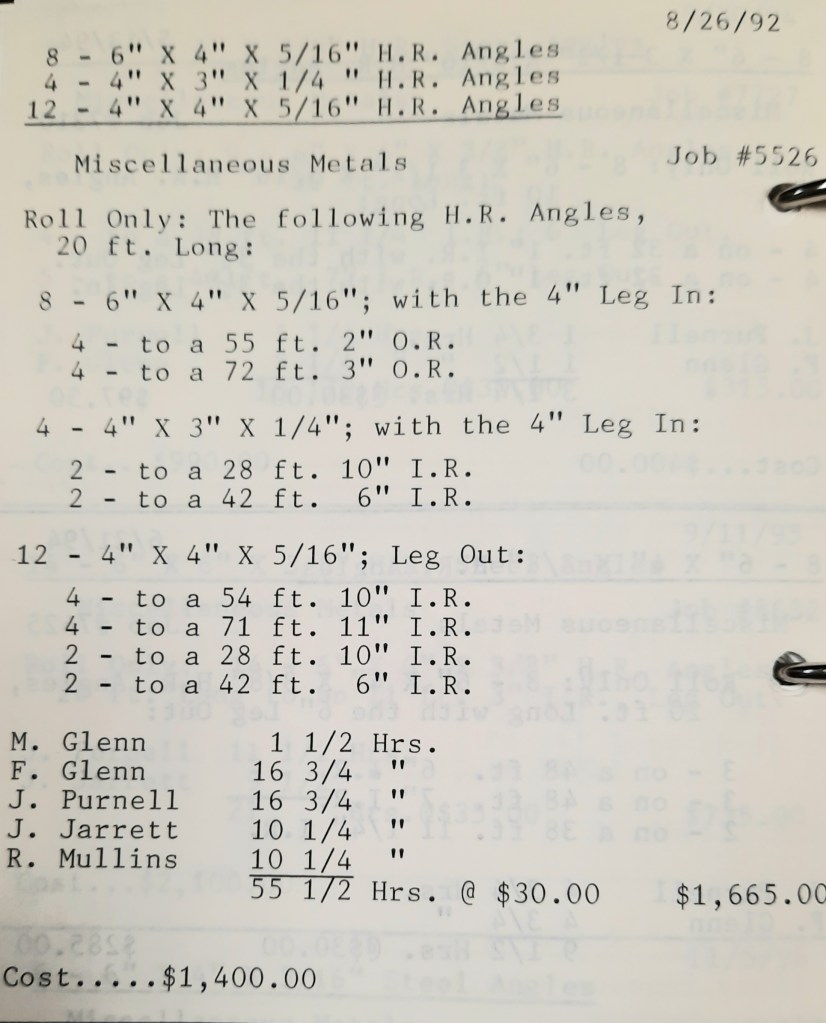 8/26/92
8 - 6" X 4" X 5/16" H.R. Angles
4 - 4" X 3" X 1/4 " H.R. Angles
12 - 4" X 4" X 5/16" H.R. Angles
Miscellaneous Metals Job #5526
Roll Only: The following H.R. Angles,
20 ft. Long:
8 - 6" X 4" X 5/16"; with the 4" Leg In:
4 - to a 55 ft. 2" O.R.
4 - to a 72 ft. 3" O.R.
4 - 4" X 3" X 1/4"; with the 4" Leg In:
2 - to a 28 ft. 10" I.R.
2 - to a 42 ft. 6" I.R.
12 - 4" X 4" X 5/16"; Leg Out:
4 - to a 54 ft. 10" I.R.
4 - to a 71 ft. 11" I.R.
2 - to a 28 ft. 10" I.R.
2 - to a 42 ft. 6" I.R.
M. Glenn 1 1/2 Hrs.
F. Glenn 16 3/4 "
J. Purnell 16 3/4 "
J. Jarrett 10 1/4 "
R. Mullins 10 1/4 "
55 1/2 Hrs. @ $30.00 $1,665.00
Cost.....$1,400.00